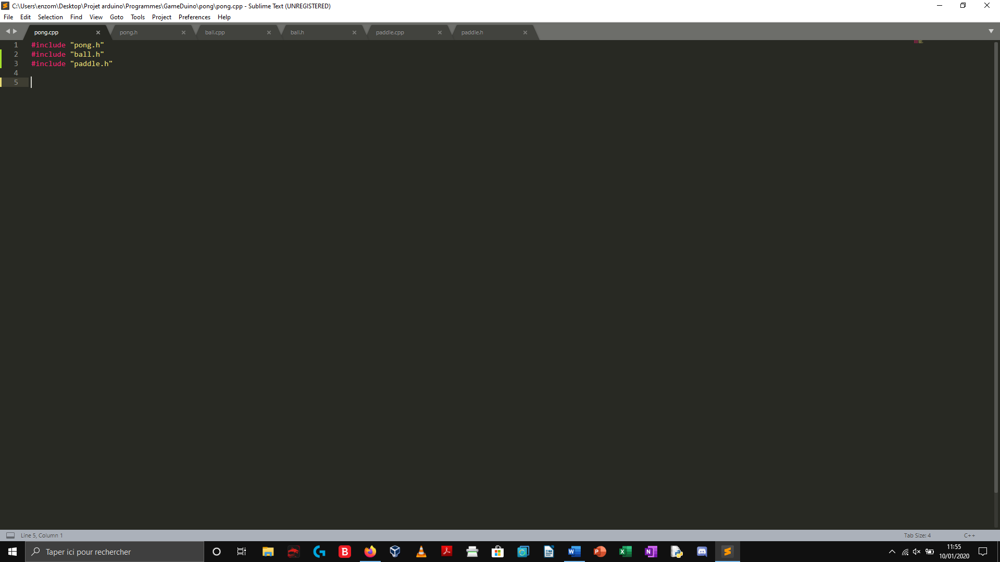 C:\Users\enzom\Desktop\Projet arduino\Programmes\GameDuino\pong\pong.cpp - Sublime Text (UNREGISTERED)
File Edit Selection Find View Goto Tools Project Preferences Help
pong.cpp pong.h ball.cpp ball.h paddle.cpp paddle.h
1 #include "pong.h"
2 #include "ball.h"
3 #include "paddle.h"
4
5
Line 5, Column 1 Tab Size: 4 C++
Taper ici pour rechercher
11:55
10/01/2020